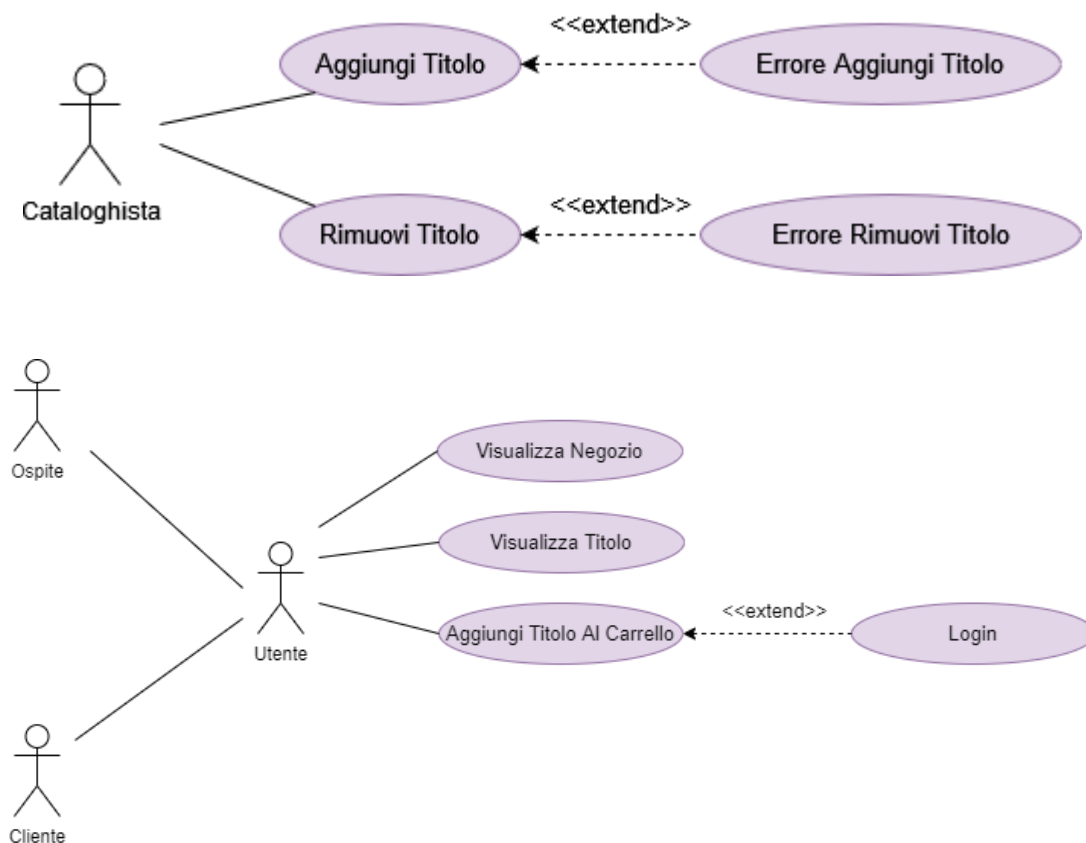 <<extend>>
Aggiungi Titolo
Errore Aggiungi Titolo
Cataloghista
<<extend>>
Rimuovi Titolo
Errore Rimuovi Titolo
Ospite
Visualizza Negozio
Visualizza Titolo
<<extend>>
Aggiungi Titolo Al Carrello
Login
Utente
Cliente